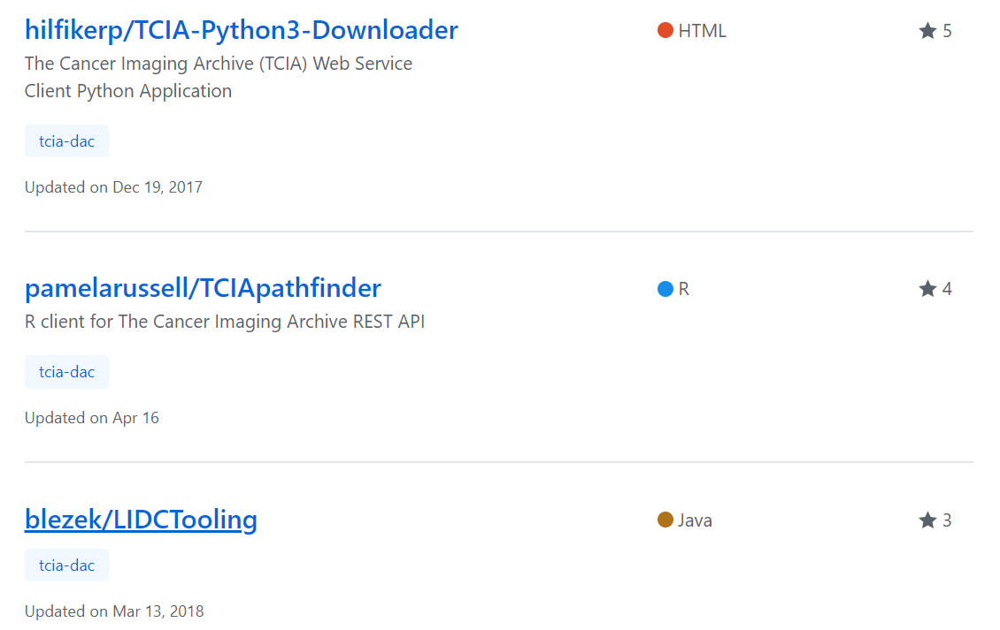 hilfikerp/TCIA-Python3-Downloader HTML 5
The Cancer Imaging Archive (TCIA) Web Service
Client Python Application
tcia-dac
Updated on Dec 19, 2017
pamelarussell/TCIApathfinder R 4
R client for The Cancer Imaging Archive REST API
tcia-dac
Updated on Apr 16
blezek/LIDCTooling Java 3
tcia-dac
Updated on Mar 13, 2018